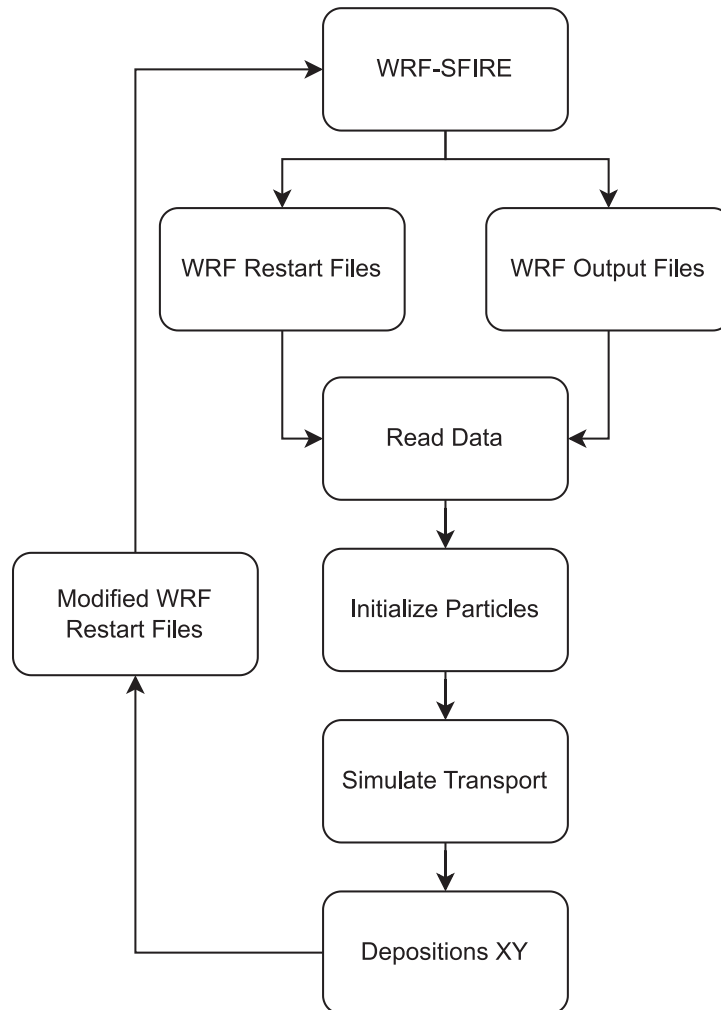 WRF-SFIRE
WRF Restart Files
WRF Output Files
Read Data
Initialize Particles
Modified WRF
Restart Files
Simulate Transport
Depositions XY